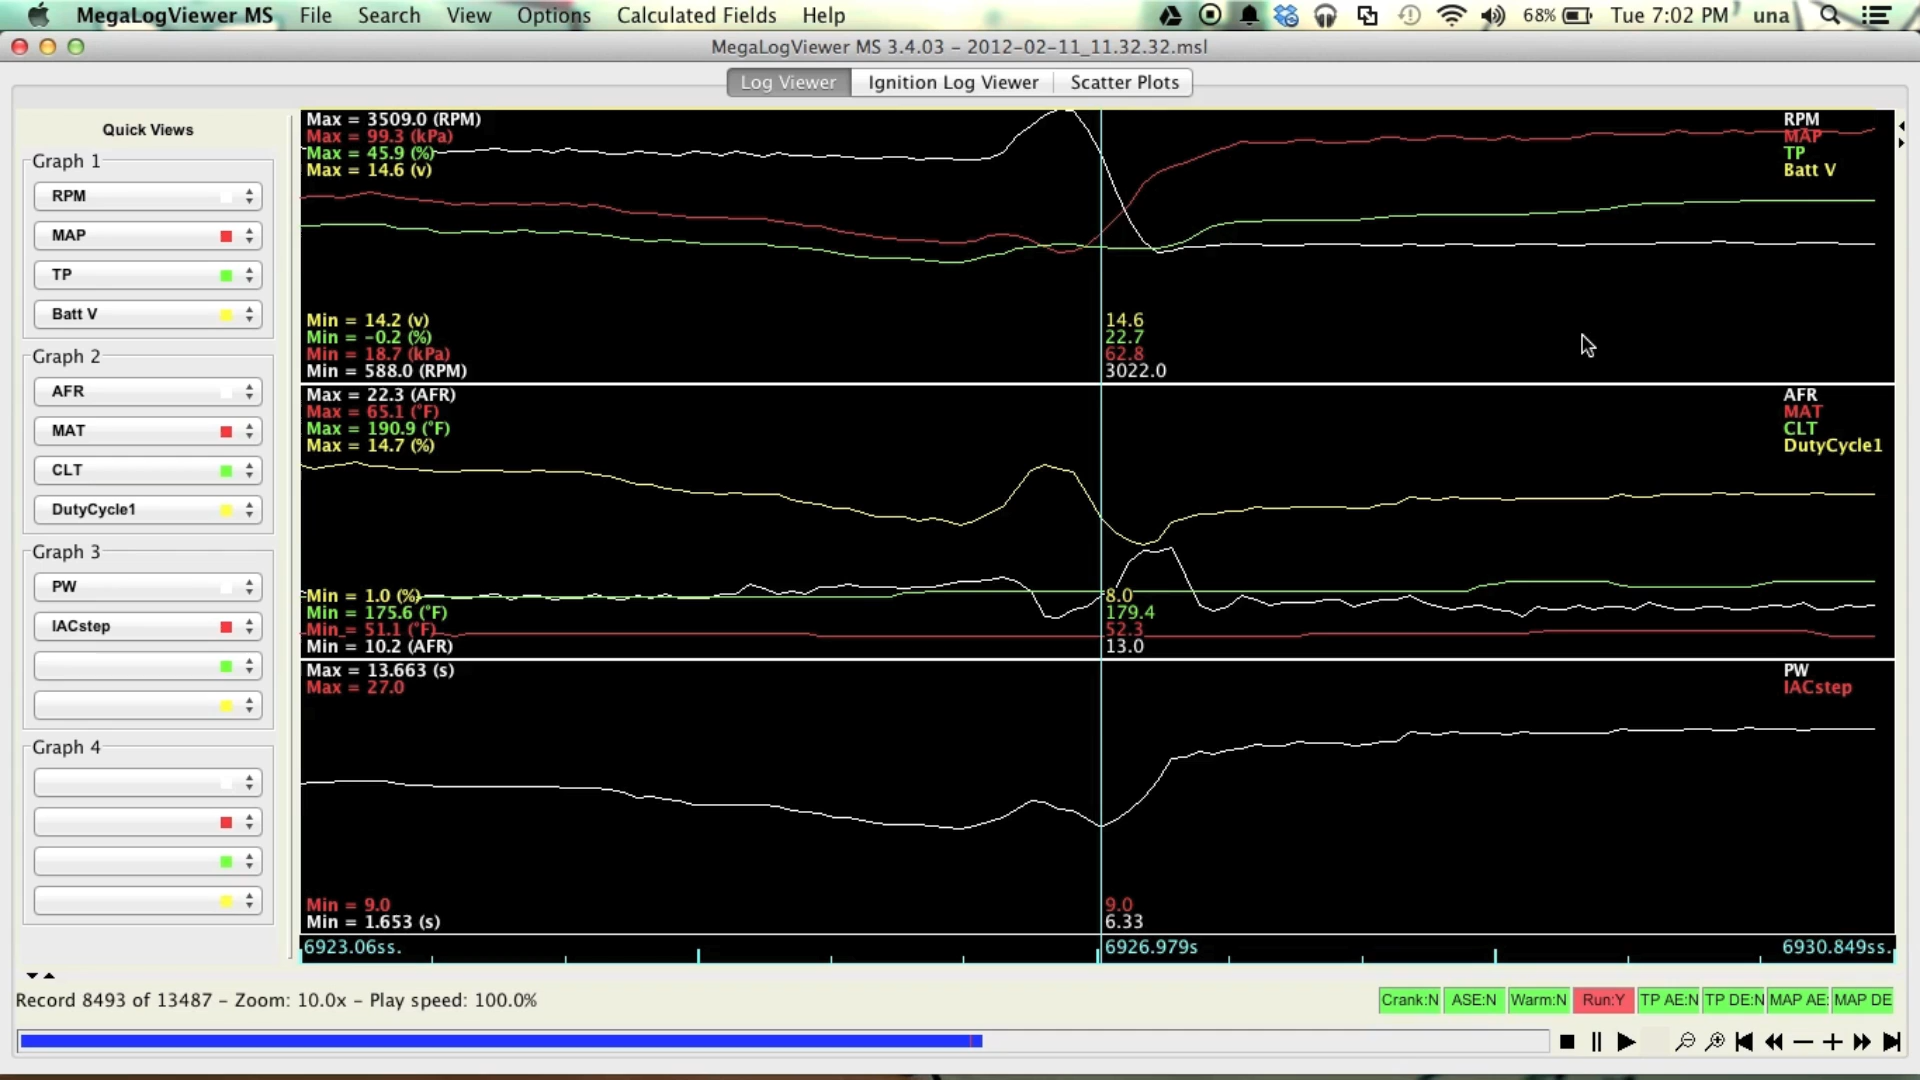 MegaLogViewer MS File Search View Options Calculated Fields Help 68% Tue 7:02 PM una
MegaLogViewer MS 3.4.03 – 2012-02-11_11.32.32.msl
Log Viewer Ignition Log Viewer Scatter Plots
Quick Views
Graph 1
RPM
MAP
TP
Batt V
Graph 2
AFR
MAT
CLT
DutyCycle1
Graph 3
PW
IACstep
Graph 4
Max = 3509.0 (RPM)
Max = 99.3 (kPa)
Max = 45.9 (%)
Max = 14.6 (v)
RPM
MAP
TP
Batt V
Min = 14.2 (v)
Min = -0.2 (%)
Min = 18.7 (kPa)
Min = 588.0 (RPM)
14.6
22.7
62.8
3022.0
Max = 22.3 (AFR)
Max = 65.1 (°F)
Max = 190.9 (°F)
Max = 14.7 (%)
AFR
MAT
CLT
DutyCycle1
Min = 1.0 (%)
Min = 175.6 (°F)
Min = 51.1 (°F)
Min = 10.2 (AFR)
8.0
179.4
52.3
13.0
Max = 13.663 (s)
Max = 27.0
PW
IACstep
Min = 9.0
Min = 1.653 (s)
9.0
6.33
6923.06ss. 6926.979s 6930.849ss.
Record 8493 of 13487 – Zoom: 10.0x – Play speed: 100.0%
Crank:N ASE:N Warm:N Run:Y TP AE:N TP DE:N MAP AE: MAP DE